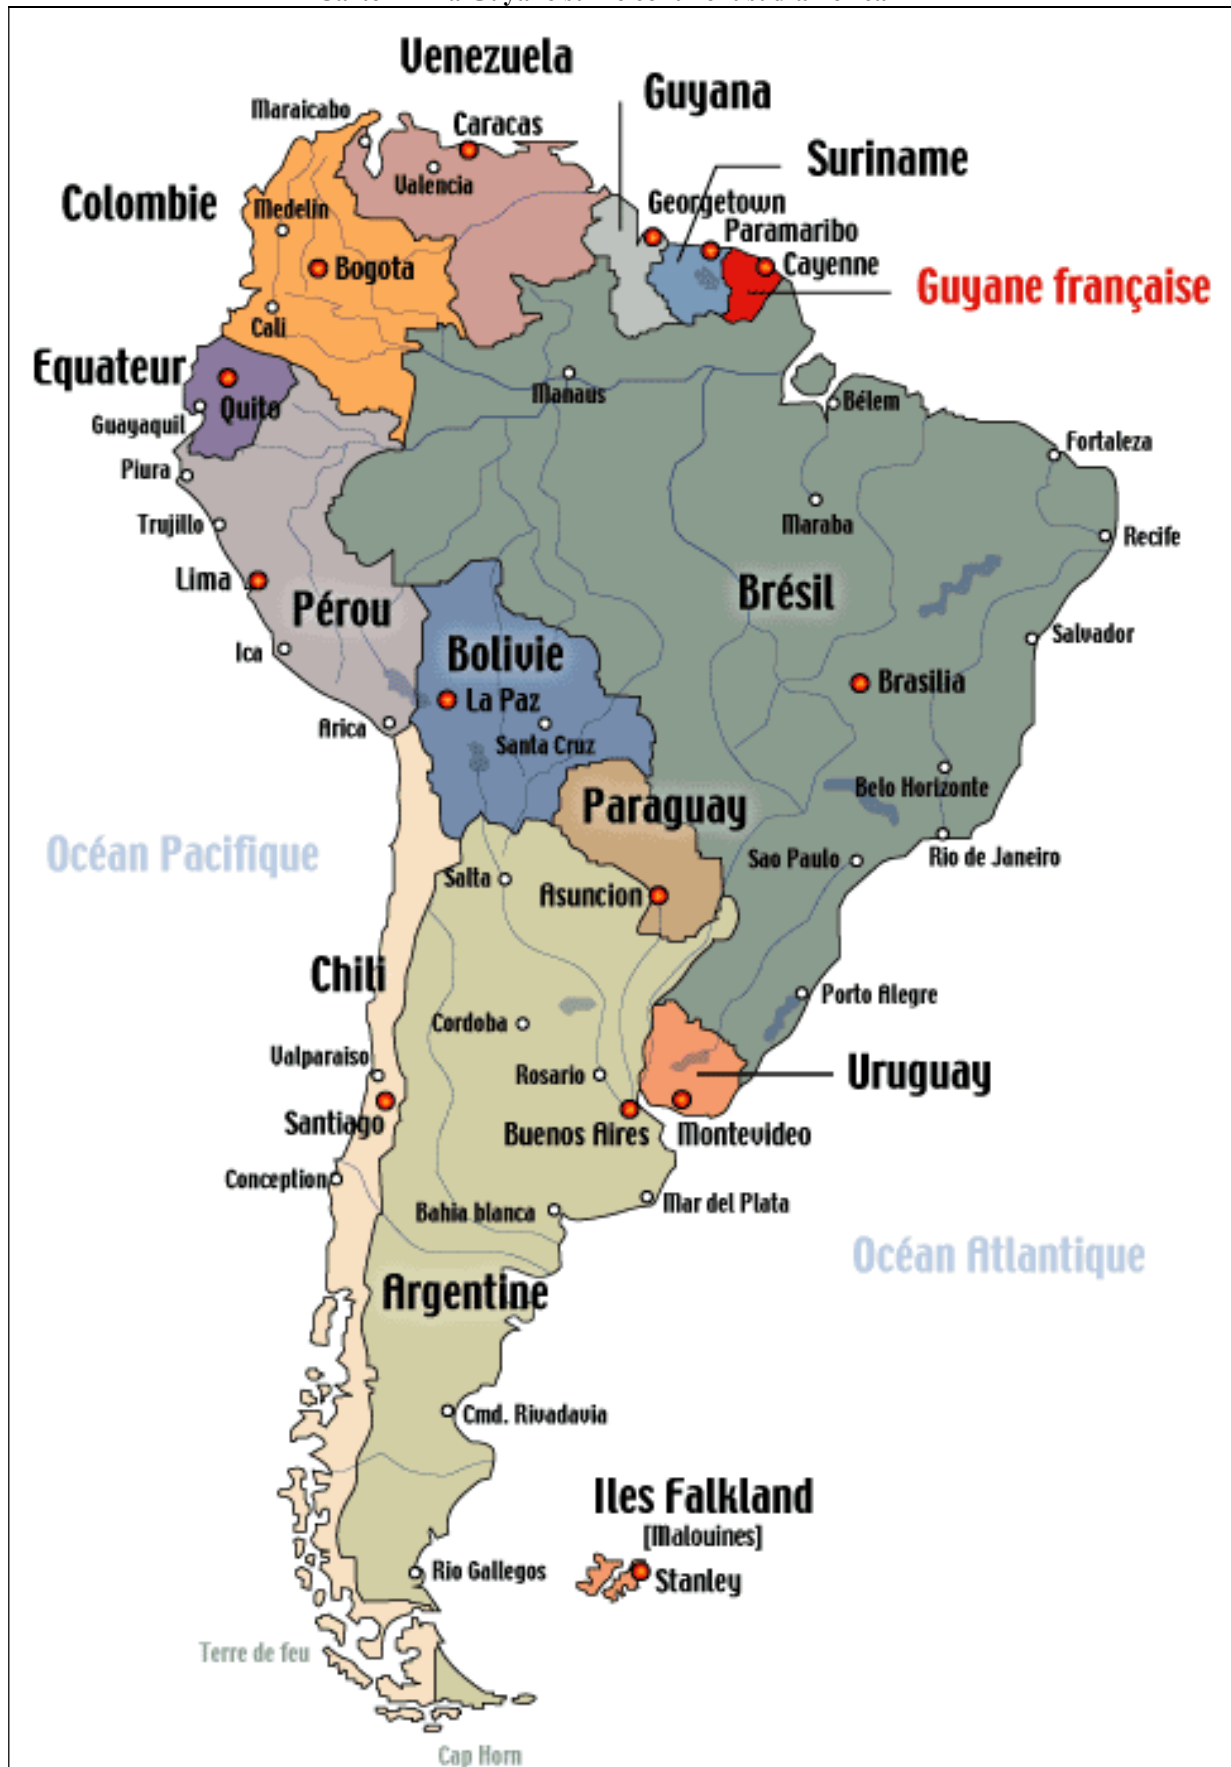 Venezuela
Guyana
Maraicabo
Caracas
Suriname
Valencia
Colombie
Georgetown
Medelin
Paramaribo
Bogota
Cayenne
Guyane française
Cali
Equateur
Manaus
Quito
Bélem
Guayaquil
Fortaleza
Piura
Trujillo
Maraba
Recife
Lima
Brésil
Pérou
Salvador
Ica
Bolivie
Brasilia
La Paz
Arica
Santa Cruz
Belo Horizonte
Paraguay
Océan Pacifique
Sao Paulo
Rio de Janeiro
Salta
Asuncion
Chili
Porto Alegre
Cordoba
Valparaiso
Rosario
Uruguay
Santiago
Buenos Aires
Montevideo
Conception
Mar del Plata
Bahia blanca
Océan Atlantique
Argentine
Cmd. Rivadavia
Iles Falkland
[Malouines]
Rio Gallegos
Stanley
Terre de feu
Cap Horn